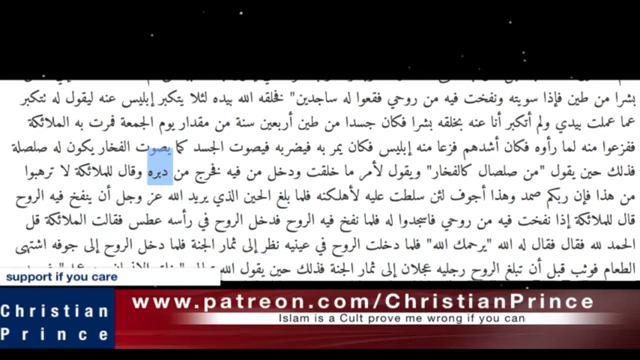 بشرا من طين فإذا سويته ونفخت فيه من روحي فقعوا له ساجدين" فخلقه الله بيده لئلا يتكبر إبليس عنه ليقول له تتكبر
عما عملت بيدي ولم أتكبر أنا عنه بخلقه بشرا فكان جسدا من طين أربعين سنة من مقدار يوم الجمعة فمرت به الملائكة
ففزعوا منه لما رأوه فكان أشدهم فزعا منه إبليس فكان يمر به فيضربه فيصوت الجسد كما يصوت الفخار يكون له صلصلة
فذلك حين يقول "من صلصال كالفخار" ويقول لأمر ما خلقت ودخل من فيه فخرج من دبره وقال للملائكة لا ترهبوا
من هذا فإن ربكم صمد وهذا أجوف لئن سلطت عليه لأهلكنه فلما بلغ الحين الذي يريد الله عز وجل أن ينفخ فيه الروح
قال للملائكة إذا نفخت فيه من روحي فاسجدوا له فلما نفخ فيه الروح فدخل الروح في رأسه عطس فقالت الملائكة قل
الحمد لله فقال فقال له الله "يرحمك الله" فلما دخلت الروح في عينيه نظر إلى ثمار الجنة فلما دخل الروح إلى جوفه اشتهى
الطعام فوثب قبل أن تبلغ الروح رجليه عجلان إلى ثمار الجنة فذلك حين يقول الله
support if you care
Christian
Prince
www.patreon.com/ChristianPrince
Islam is a Cult prove me wrong if you can